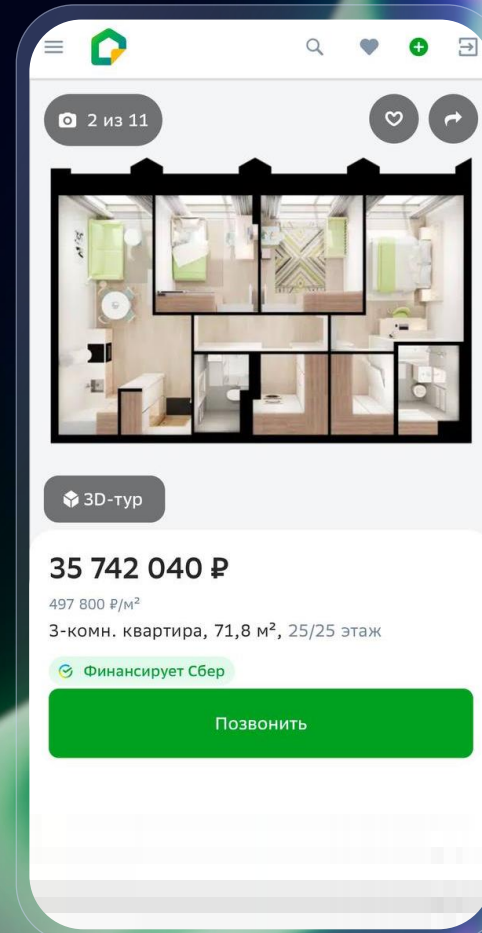 2 из 11
3D-тур
35 742 040 ₽
497 800 ₽/м²
3-комн. квартира, 71,8 м², 25/25 этаж
Финансирует Сбер
Позвонить